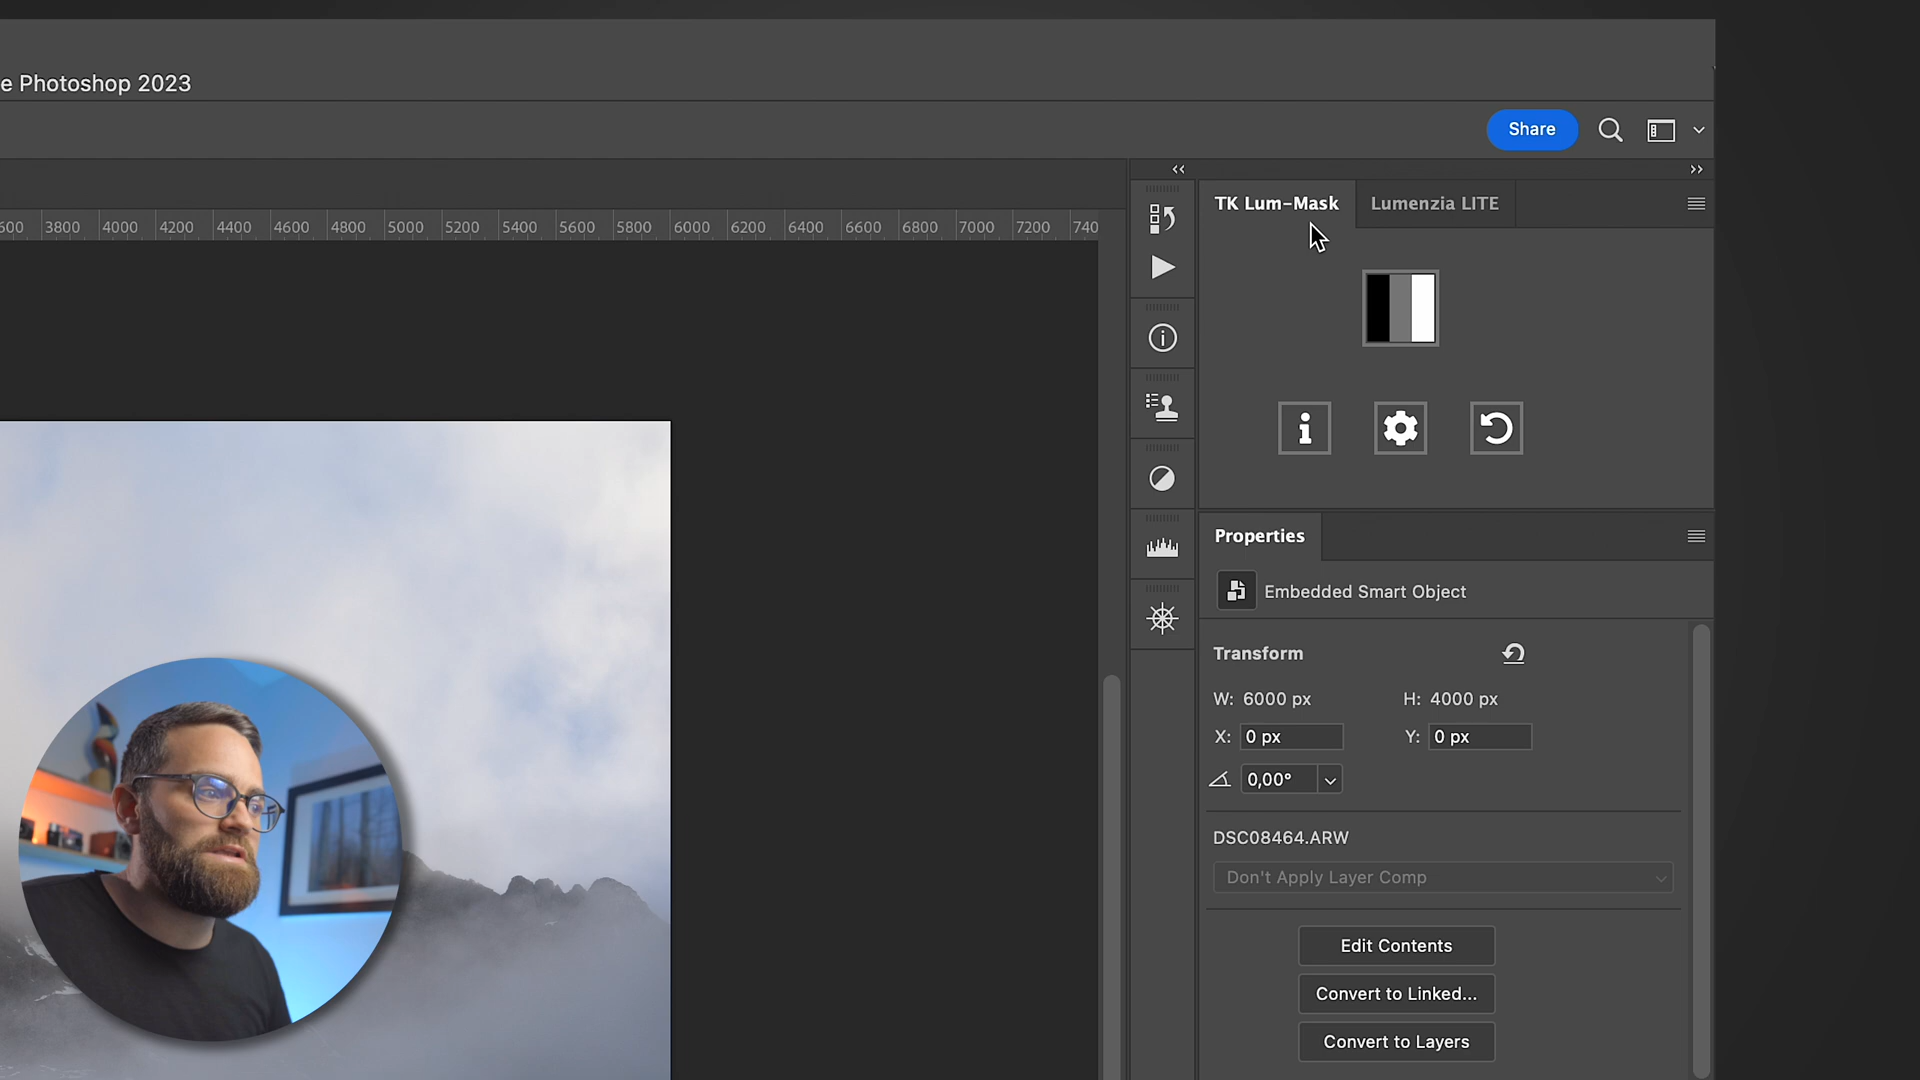 e Photoshop 2023
Share
TK Lum-Mask
Lumenzia LITE
600 3800 4000 4200 4400 4600 4800 5000 5200 5400 5600 5800 6000 6200 6400 6600 6800 7000 7200 740
Properties
Embedded Smart Object
Transform
W: 6000 px H: 4000 px
X: 0 px Y: 0 px
0,00°
DSC08464.ARW
Don't Apply Layer Comp
Edit Contents
Convert to Linked...
Convert to Layers